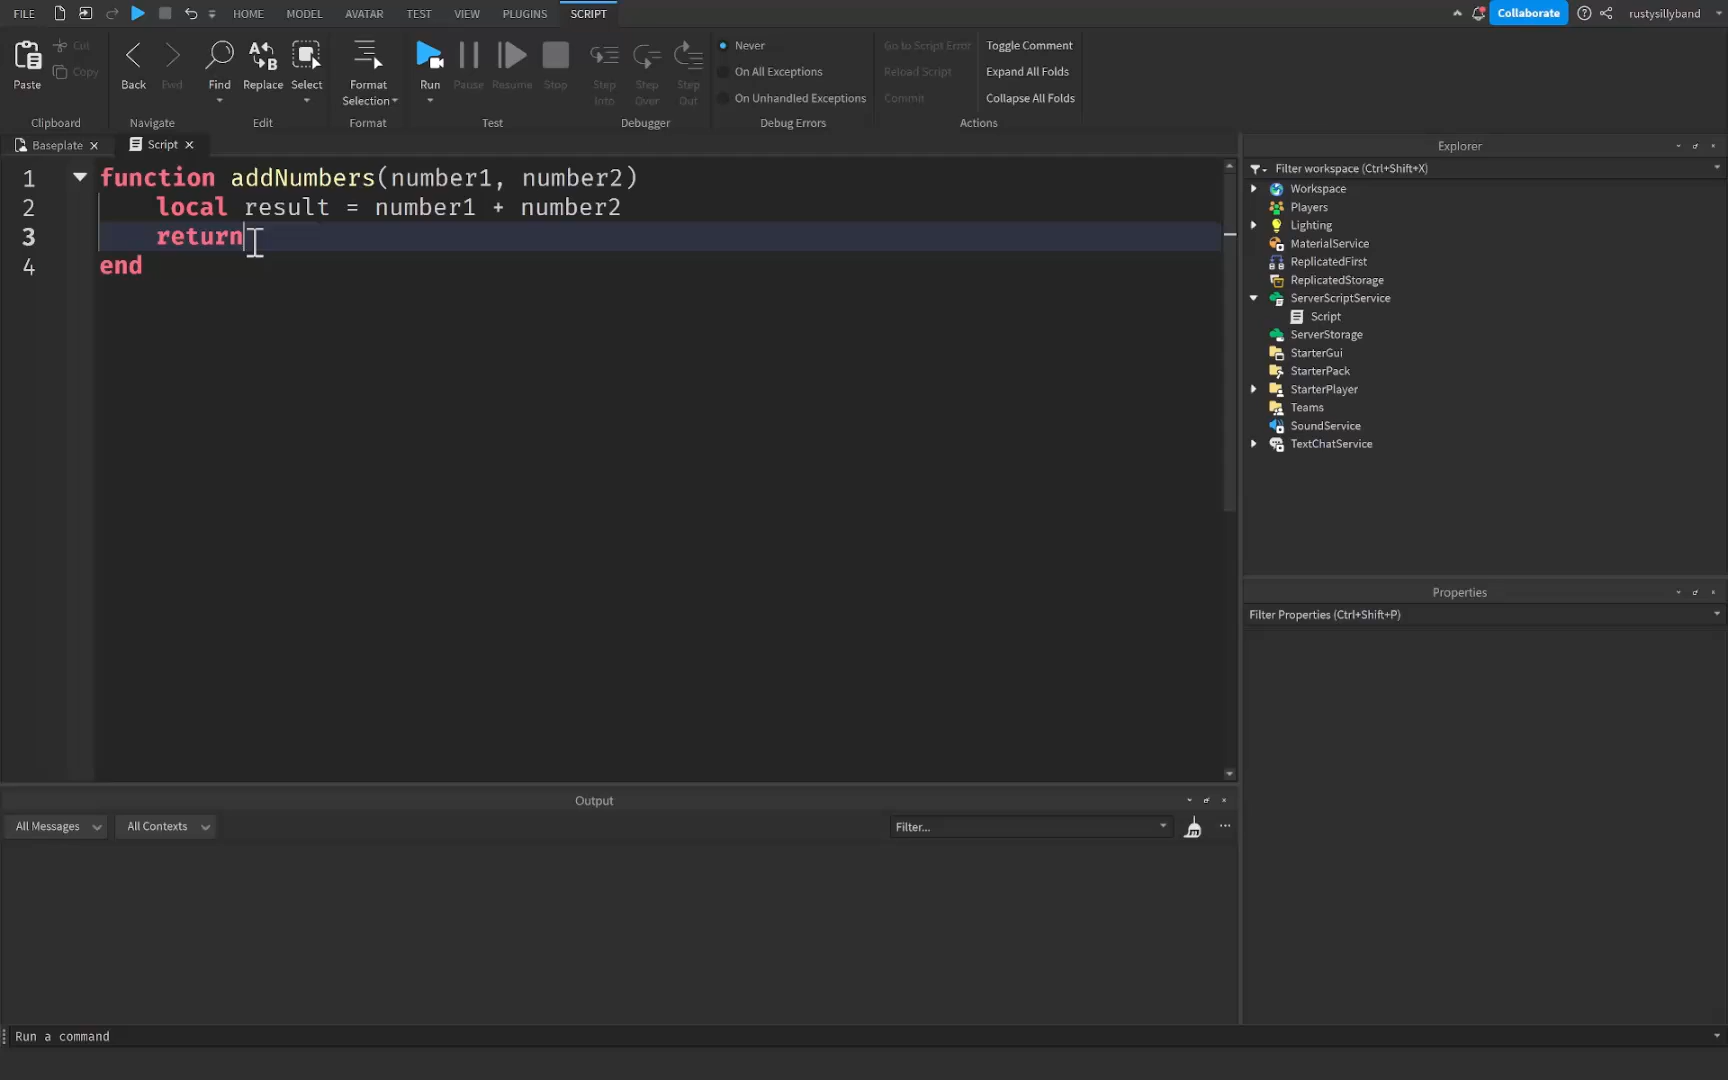 FILE HOME MODEL AVATAR TEST VIEW PLUGINS SCRIPT Collaborate rustysillyband
Paste Cut Copy Back Fwd Find Replace Select Format Selection Run Pause Resume Stop Step Into Step Over Step Out
Never
On All Exceptions
On Unhandled Exceptions
Go to Script Error
Reload Script
Commit
Toggle Comment
Expand All Folds
Collapse All Folds
Clipboard Navigate Edit Format Test Debugger Debug Errors Actions
Baseplate Script
1 function addNumbers(number1, number2)
2 local result = number1 + number2
3 return
4 end
Explorer
Filter workspace (Ctrl+Shift+X)
Workspace
Players
Lighting
MaterialService
ReplicatedFirst
ReplicatedStorage
ServerScriptService
Script
ServerStorage
StarterGui
StarterPack
StarterPlayer
Teams
SoundService
TextChatService
Properties
Filter Properties (Ctrl+Shift+P)
Output
All Messages All Contexts Filter...
Run a command